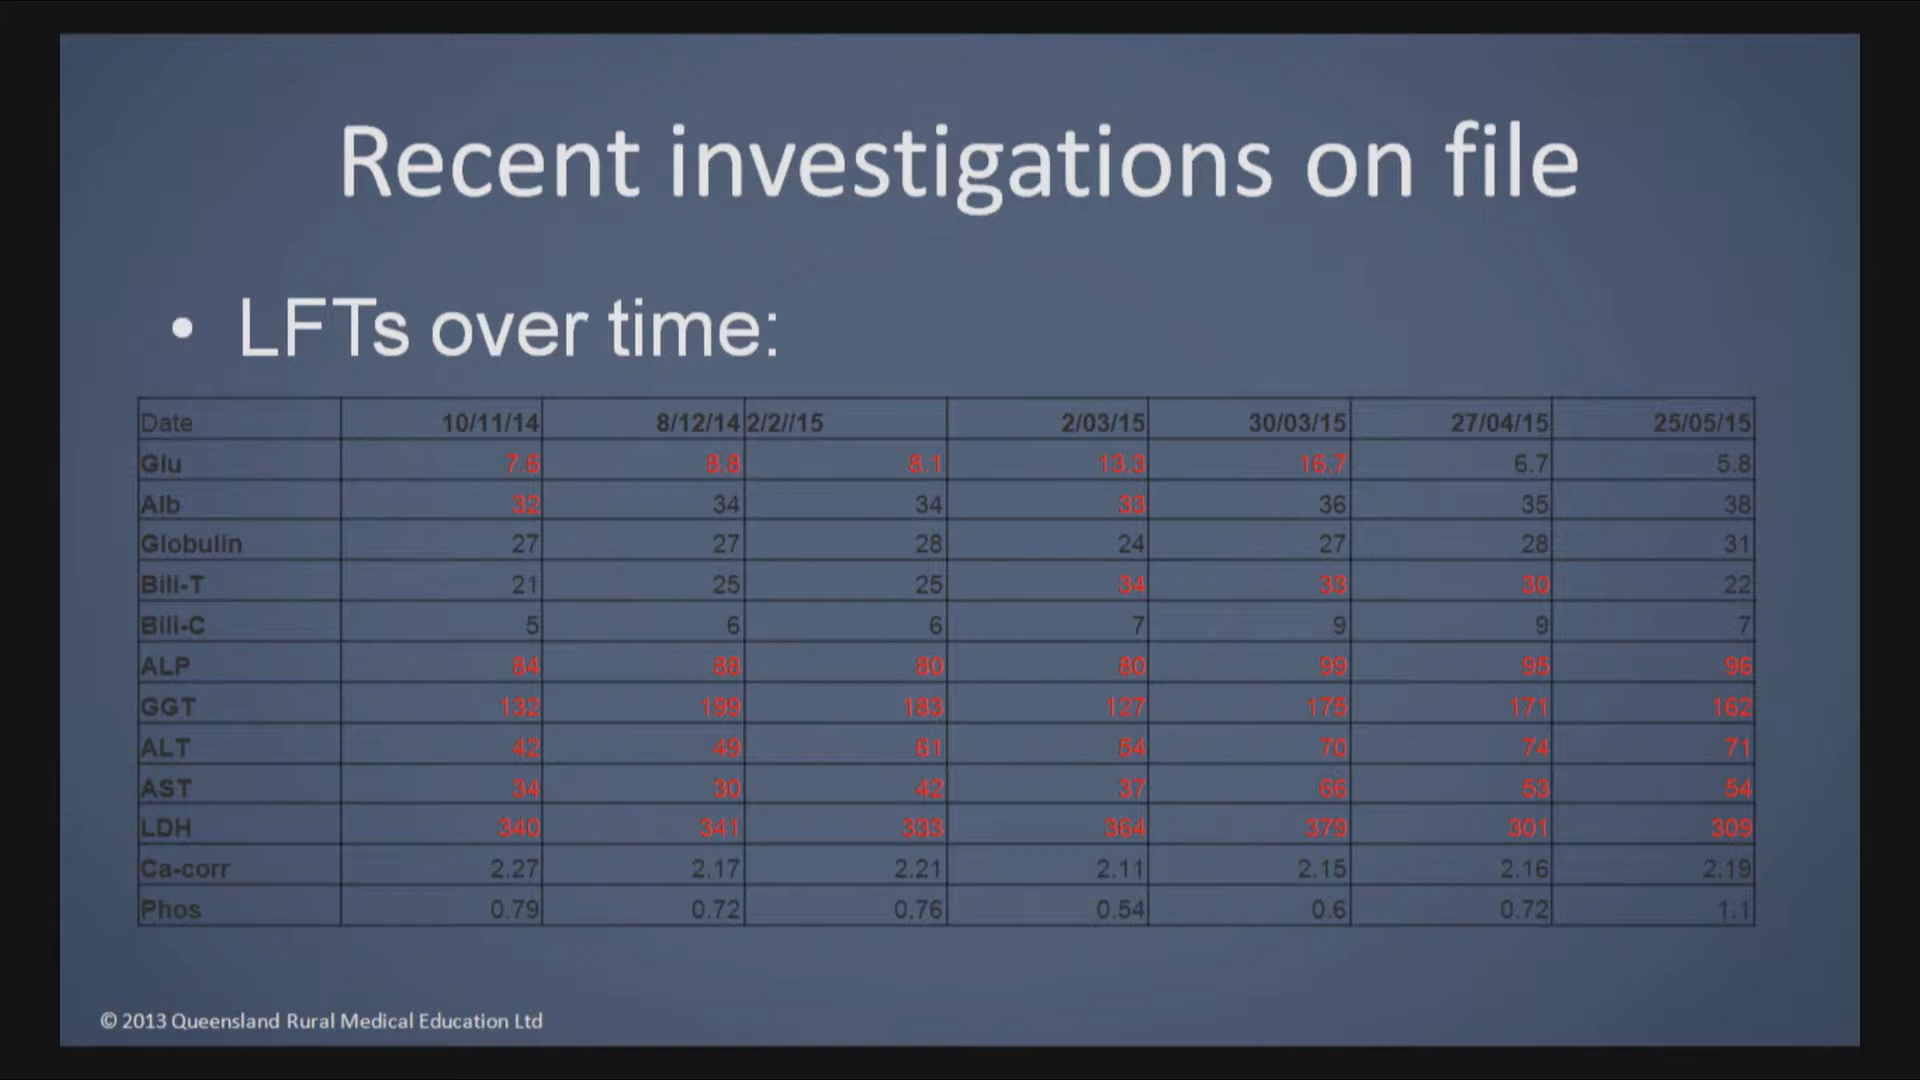 Recent investigations on file
• LFTs over time:
Date 10/11/14 8/12/14 2/2//15 2/03/15 30/03/15 27/04/15 25/05/15
Glu 7.6 8.8 8.1 13.3 16.7 6.7 5.8
Alb 32 34 34 33 36 35 38
Globulin 27 27 28 24 27 28 31
Bili-T 21 25 25 34 33 30 22
Bili-C 5 6 6 7 9 9 7
ALP 84 88 80 80 99 95 96
GGT 132 199 183 127 175 171 162
ALT 42 49 61 54 70 74 71
AST 34 30 42 37 66 53 54
LDH 340 341 333 364 379 301 309
Ca-corr 2.27 2.17 2.21 2.11 2.15 2.16 2.19
Phos 0.79 0.72 0.76 0.54 0.6 0.72 1.1
© 2013 Queensland Rural Medical Education Ltd